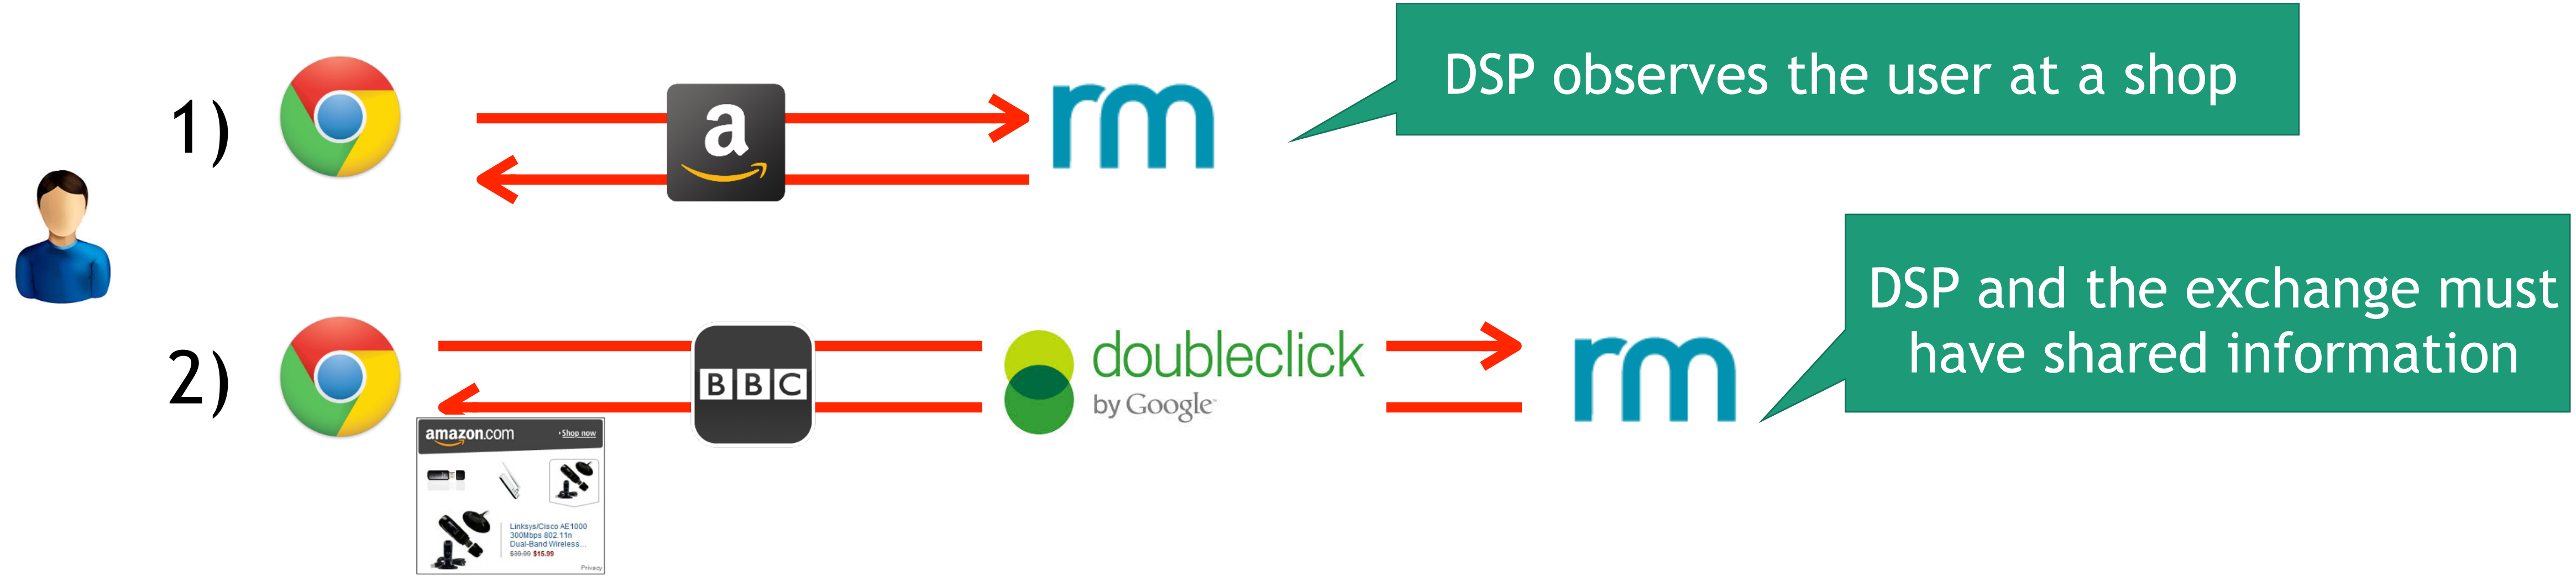 1)
a
rm
DSP observes the user at a shop
2)
BBC
doubleclick
by Google
rm
DSP and the exchange must
have shared information
amazon.com
Shop now
Linksys/Cisco AE1000
300Mbps 802.11n
Dual-Band Wireless...
$39.99 $15.99
Privacy